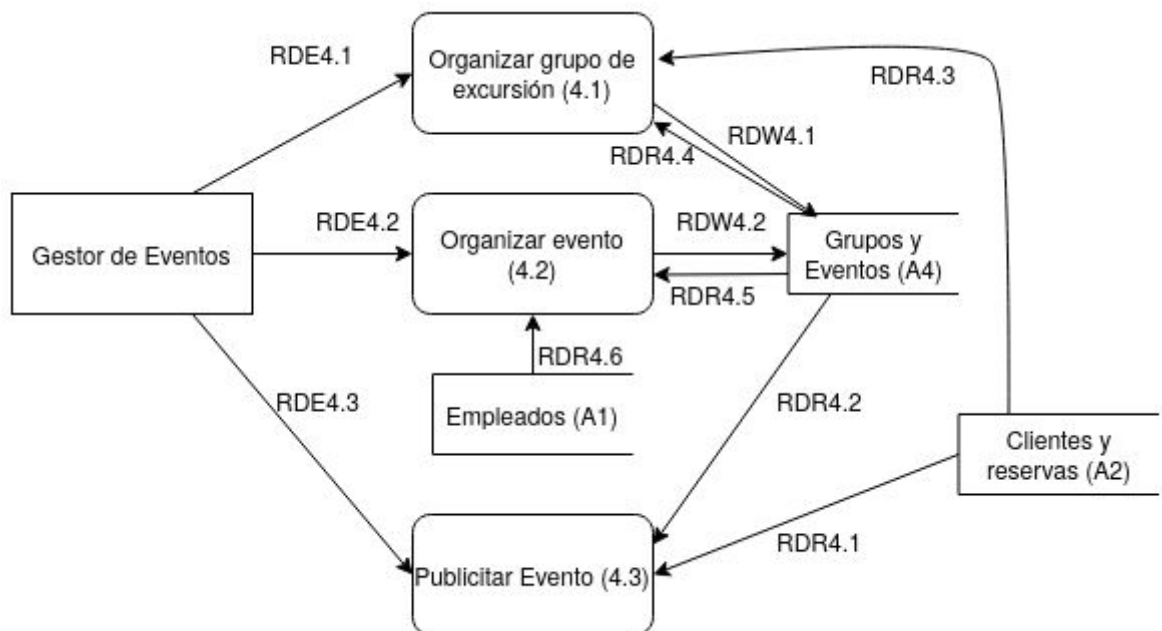 RDE4.1
Organizar grupo de
excursión (4.1)
RDR4.3
RDW4.1
RDR4.4
Gestor de Eventos
RDE4.2
Organizar evento
(4.2)
RDW4.2
RDR4.5
Grupos y
Eventos (A4)
RDR4.6
Empleados (A1)
RDE4.3
RDR4.2
Clientes y
reservas (A2)
RDR4.1
Publicitar Evento (4.3)